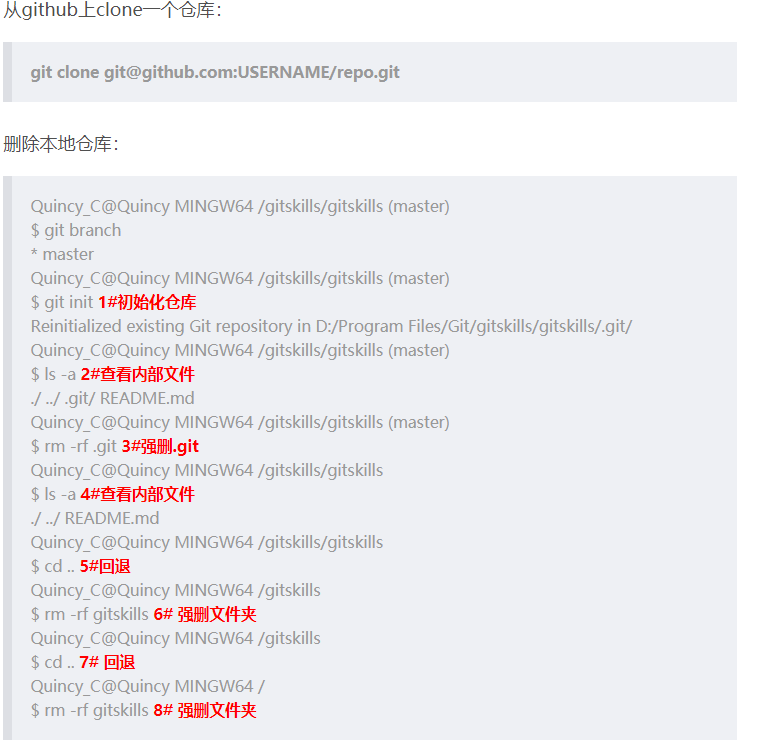 从github上clone一个仓库：
git clone git@github.com:USERNAME/repo.git
删除本地仓库：
Quincy_C@Quincy MINGW64 /gitskills/gitskills (master)
$ git branch
* master
Quincy_C@Quincy MINGW64 /gitskills/gitskills (master)
$ git init 1#初始化仓库
Reinitialized existing Git repository in D:/Program Files/Git/gitskills/gitskills/.git/
Quincy_C@Quincy MINGW64 /gitskills/gitskills (master)
$ ls -a 2#查看内部文件
./ ../ .git/ README.md
Quincy_C@Quincy MINGW64 /gitskills/gitskills (master)
$ rm -rf .git 3#强删.git
Quincy_C@Quincy MINGW64 /gitskills/gitskills
$ ls -a 4#查看内部文件
./ ../ README.md
Quincy_C@Quincy MINGW64 /gitskills/gitskills
$ cd .. 5#回退
Quincy_C@Quincy MINGW64 /gitskills
$ rm -rf gitskills 6# 强删文件夹
Quincy_C@Quincy MINGW64 /gitskills
$ cd .. 7# 回退
Quincy_C@Quincy MINGW64 /
$ rm -rf gitskills 8# 强删文件夹